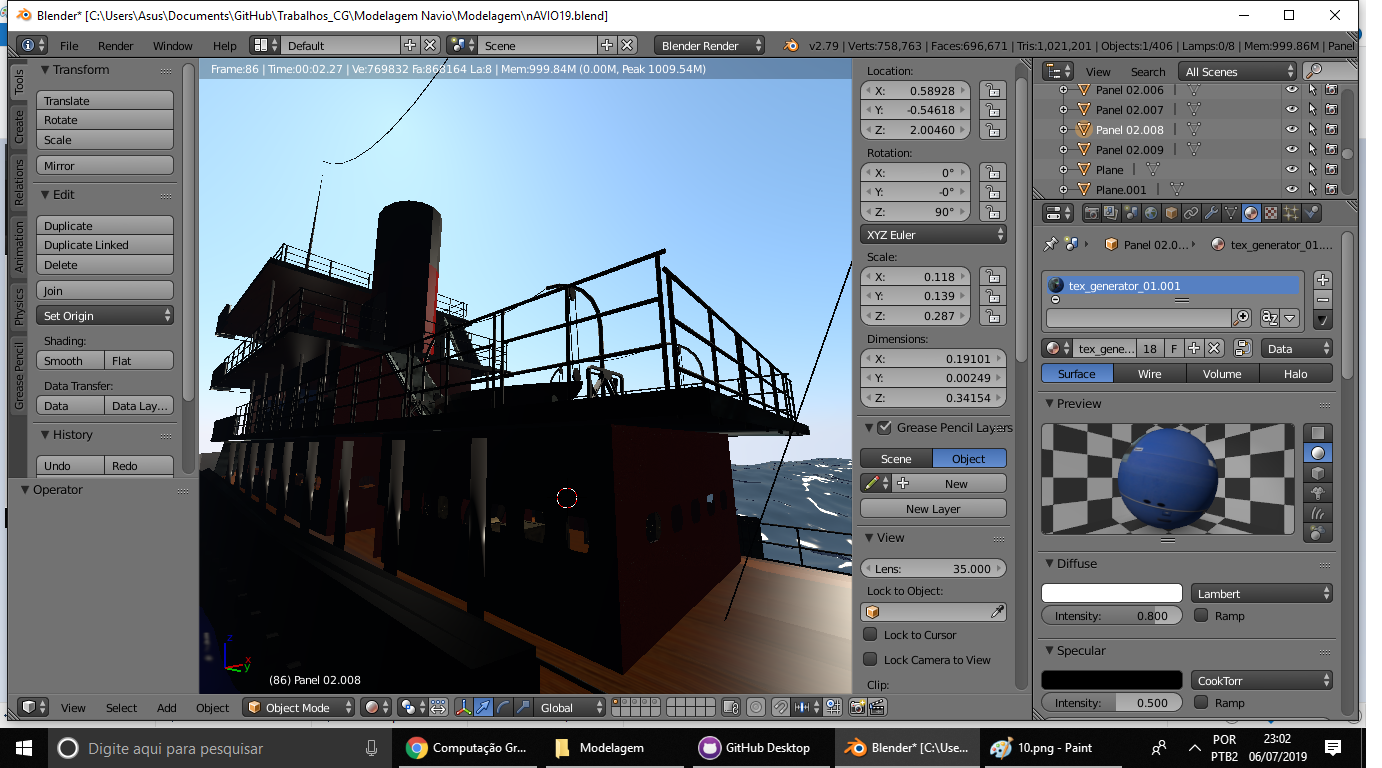 Blender* [C:\Users\Asus\Documents\GitHub\Trabalhos_CG\Modelagem Navio\Modelagem\nAVIO19.blend]
File Render Window Help Default Scene Blender Render v2.79 | Verts:758,763 | Faces:696,671 | Tris:1,021,201 | Objects:1/406 | Lamps:0/8 | Mem:999.86M | Panel
Tools
Create
Relations
Animation
Physics
Grease Pencil
Transform
Translate
Rotate
Scale
Mirror
Edit
Duplicate
Duplicate Linked
Delete
Join
Set Origin
Shading:
Smooth Flat
Data Transfer:
Data Data Lay...
History
Undo Redo
Operator
Frame:86 | Time:00:02.27 | Ve:769832 Fa:863164 La:8 | Mem:999.84M (0.00M, Peak 1009.54M)
z
x
y
(86) Panel 02.008
Location:
X: 0.58928
Y: -0.54618
Z: 2.00460
Rotation:
X: 0°
Y: -0°
Z: 90°
XYZ Euler
Scale:
X: 0.118
Y: 0.139
Z: 0.287
Dimensions:
X: 0.19101
Y: 0.00249
Z: 0.34154
Grease Pencil Layers
Scene Object
New
New Layer
View
Lens: 35.000
Lock to Object:
Lock to Cursor
Lock Camera to View
Clip:
View Search All Scenes
Panel 02.006
Panel 02.007
Panel 02.008
Panel 02.009
Plane
Plane.001
Panel 02.0... tex_generator_01....
tex_generator_01.001
tex_gene... 18 F Data
Surface Wire Volume Halo
Preview
Diffuse
Lambert
Intensity: 0.800 Ramp
Specular
CookTorr
Intensity: 0.500 Ramp
View Select Add Object Object Mode Global
Digite aqui para pesquisar
Computação Gr...
Modelagem
GitHub Desktop
Blender* [C:\Use...
10.png - Paint
POR
PTB2
23:02
06/07/2019